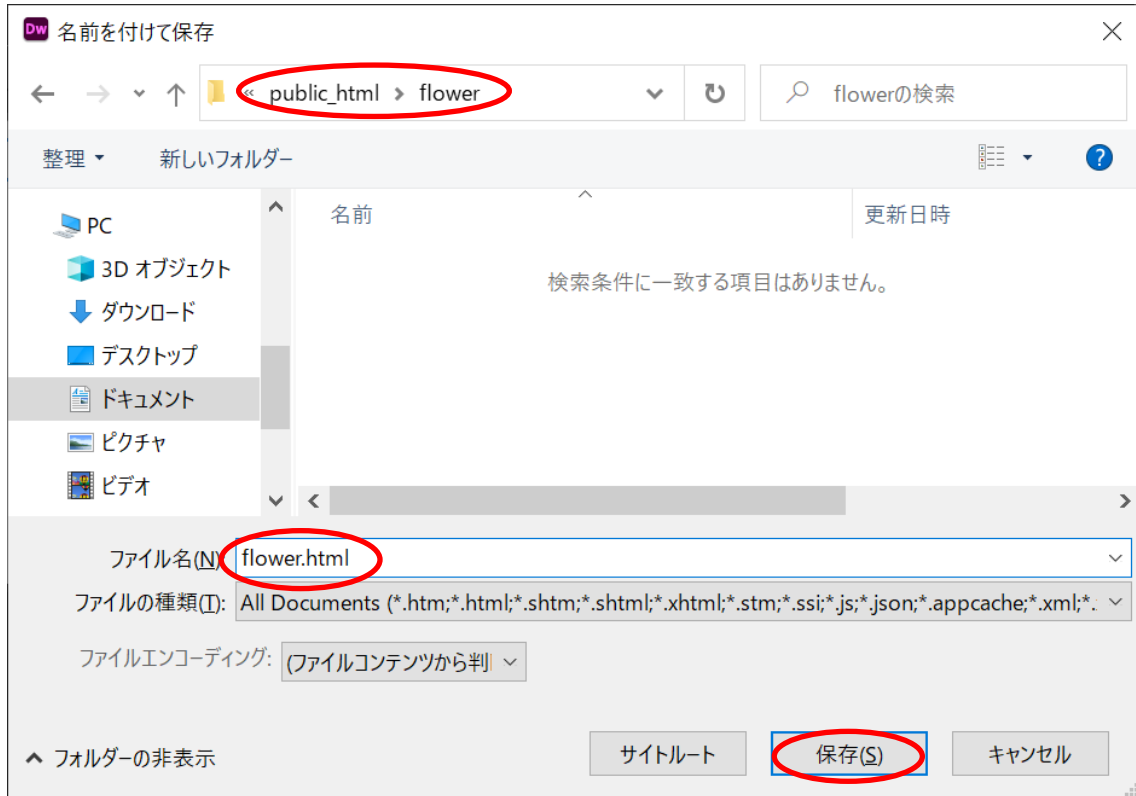 Dw 名前を付けて保存
« public_html › flower
flowerの検索
整理
新しいフォルダー
?
名前
更新日時
PC
3D オブジェクト
ダウンロード
デスクトップ
ドキュメント
ピクチャ
ビデオ
検索条件に一致する項目はありません。
ファイル名(N) flower.html
ファイルの種類(T): All Documents (*.htm;*.html;*.shtm;*.shtml;*.xhtml;*.stm;*.ssi;*.js;*.json;*.appcache;*.xml;*.
ファイルエンコーディング: (ファイルコンテンツから判
フォルダーの非表示
サイトルート
保存(S)
キャンセル